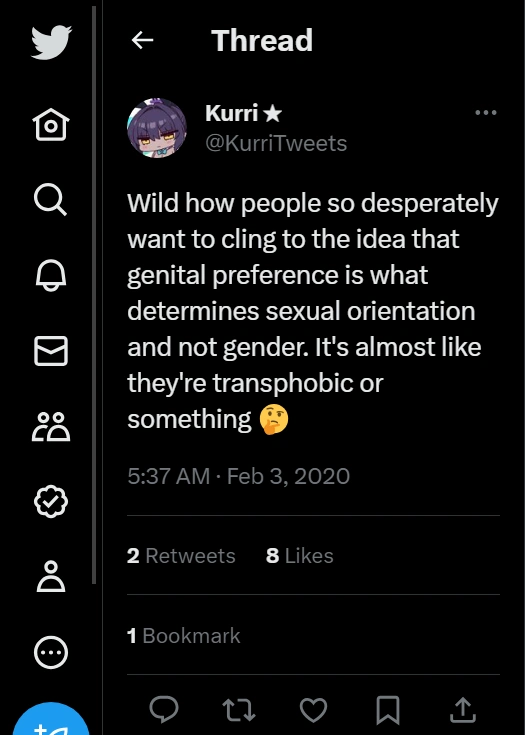 Thread
Kurri ★
@KurriTweets
Wild how people so desperately
want to cling to the idea that
genital preference is what
determines sexual orientation
and not gender. It's almost like
they're transphobic or
something 🤔
5:37 AM · Feb 3, 2020
2 Retweets 8 Likes
1 Bookmark